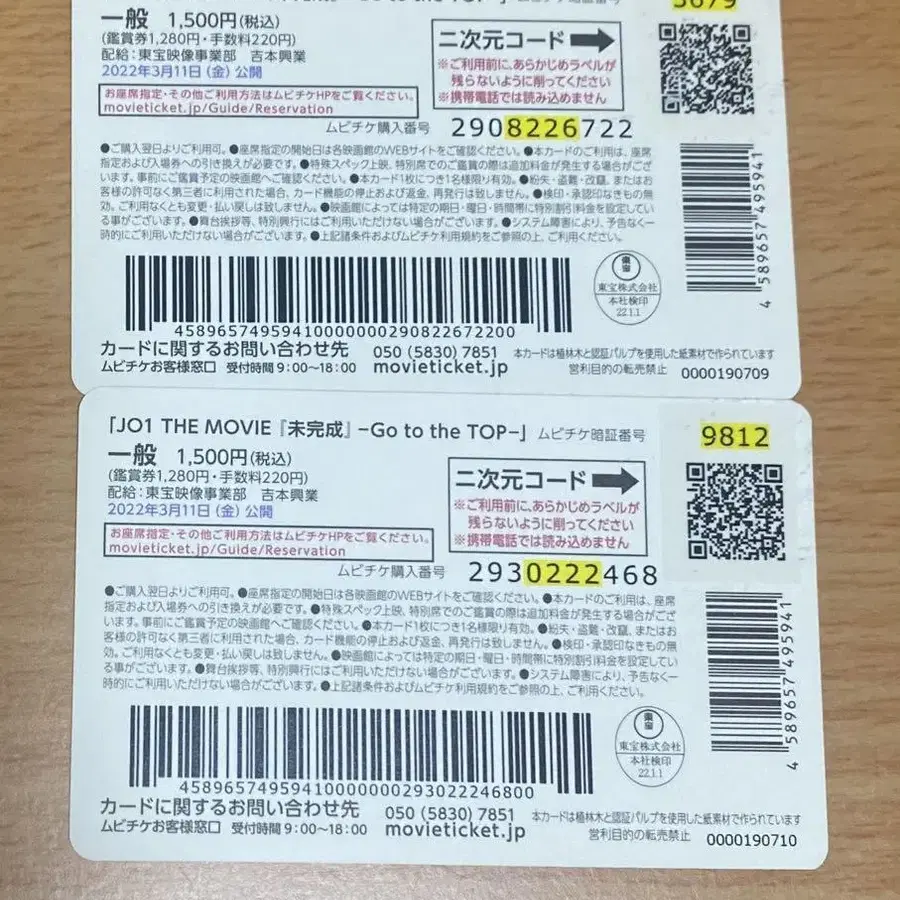 3679
一般 1,500円(税込)
(鑑賞券1,280円・手数料220円)
配給：東宝映像事業部 吉本興業
2022年3月11日(金)公開
二次元コード
※ご利用前に、あらかじめラベルが
残らないように削ってください
※携帯電話では読み込めません
お座席指定・その他ご利用方法はムビチケHPをご覧ください。
movieticket.jp/Guide/Reservation
ムビチケ購入番号 2908226722
●ご購入翌日よりご利用可。●座席指定の開始日は各映画館のWEBサイトをご確認ください。●本カードのご利用は、座席
指定および入場券への引き換えが必要です。●特殊スペック上映、特別席でのご鑑賞の際は追加料金が発生する場合がござ
います。事前にご鑑賞予定の映画館へご確認ください。●本カード1枚につき1名様限り有効。●紛失・盗難・改竄、またはお
客様の許可なく第三者に利用された場合、カード機能の停止および返金、再発行は致しません。●検印・承認印なきもの無
効。ご利用なくとも変更・払い戻しは致しません。●映画館によっては特定の期日・曜日・時間帯に特別割引料金を設定してい
る事がございます。●舞台挨拶等、特別興行にはご利用いただけない場合がございます。●システム障害により、予告なく一
時的にご利用いただけない場合がございます。●上記諸条件およびムビチケ利用規約をご参照の上、ご利用ください。
4 589657 495941
東宝
東宝株式会社
本社検印
22.1.1
458965749594100000000290822672200
カードに関するお問い合わせ先 050 (5830) 7851 本カードは植林木と認証パルプを使用した紙素材で作られています
ムビチケお客様窓口 受付時間 9:00〜18:00 movieticket.jp 営利目的の転売禁止 0000190709
「JO1 THE MOVIE『未完成』-Go to the TOP-」ムビチケ暗証番号 9812
一般 1,500円(税込)
(鑑賞券1,280円・手数料220円)
配給：東宝映像事業部 吉本興業
2022年3月11日(金)公開
二次元コード
※ご利用前に、あらかじめラベルが
残らないように削ってください
※携帯電話では読み込めません
お座席指定・その他ご利用方法はムビチケHPをご覧ください。
movieticket.jp/Guide/Reservation
ムビチケ購入番号 2930222468
●ご購入翌日よりご利用可。●座席指定の開始日は各映画館のWEBサイトをご確認ください。●本カードのご利用は、座席
指定および入場券への引き換えが必要です。●特殊スペック上映、特別席でのご鑑賞の際は追加料金が発生する場合がござ
います。事前にご鑑賞予定の映画館へご確認ください。●本カード1枚につき1名様限り有効。●紛失・盗難・改竄、またはお
客様の許可なく第三者に利用された場合、カード機能の停止および返金、再発行は致しません。●検印・承認印なきもの無
効。ご利用なくとも変更・払い戻しは致しません。●映画館によっては特定の期日・曜日・時間帯に特別割引料金を設定してい
る事がございます。●舞台挨拶等、特別興行にはご利用いただけない場合がございます。●システム障害により、予告なく一
時的にご利用いただけない場合がございます。●上記諸条件およびムビチケ利用規約をご参照の上、ご利用ください。
4 589657 495941
東宝
東宝株式会社
本社検印
22.1.1
458965749594100000000293022246800
カードに関するお問い合わせ先 050 (5830) 7851 本カードは植林木と認証パルプを使用した紙素材で作られています
ムビチケお客様窓口 受付時間 9:00〜18:00 movieticket.jp 営利目的の転売禁止 0000190710